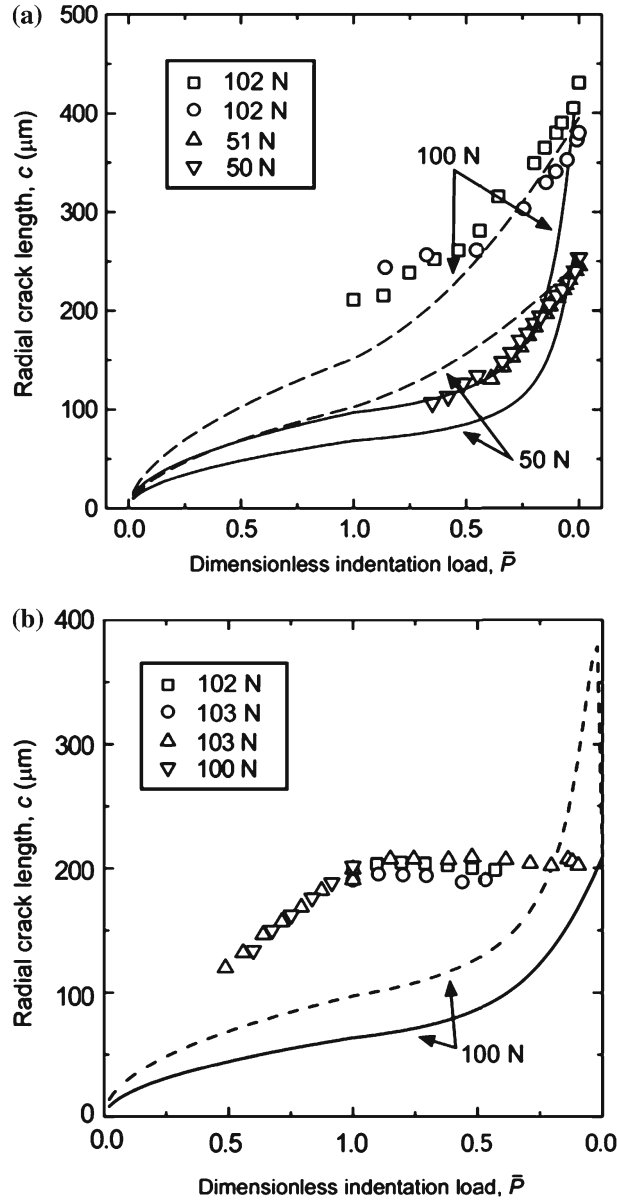 (a)
500
400
300
200
100
0
Radial crack length, c (μm)
102 N
102 N
51 N
50 N
100 N
50 N
0.0
0.5
1.0
0.5
0.0
Dimensionless indentation load, P̄
(b)
400
300
200
100
0
Radial crack length, c (μm)
102 N
103 N
103 N
100 N
100 N
0.0
0.5
1.0
0.5
0.0
Dimensionless indentation load, P̄